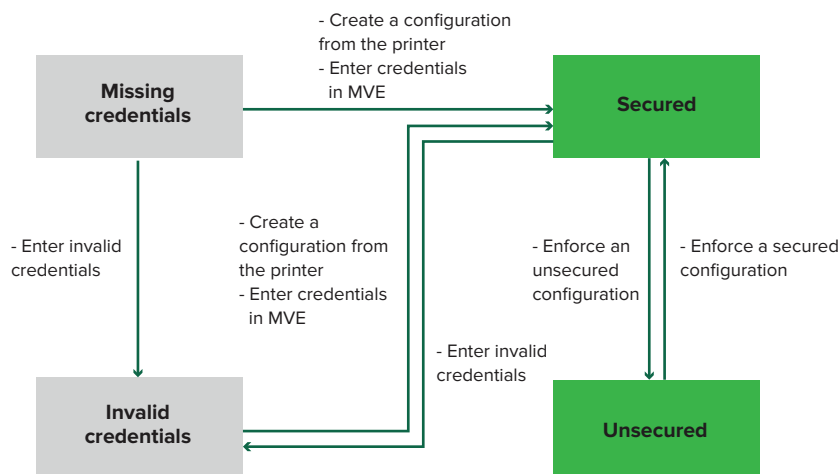 - Create a configuration
from the printer
- Enter credentials
in MVE
Missing
credentials
Secured
- Enter invalid
credentials
- Create a
configuration from
the printer
- Enter credentials
in MVE
- Enforce an
unsecured
configuration
- Enforce a secured
configuration
- Enter invalid
credentials
Invalid
credentials
Unsecured